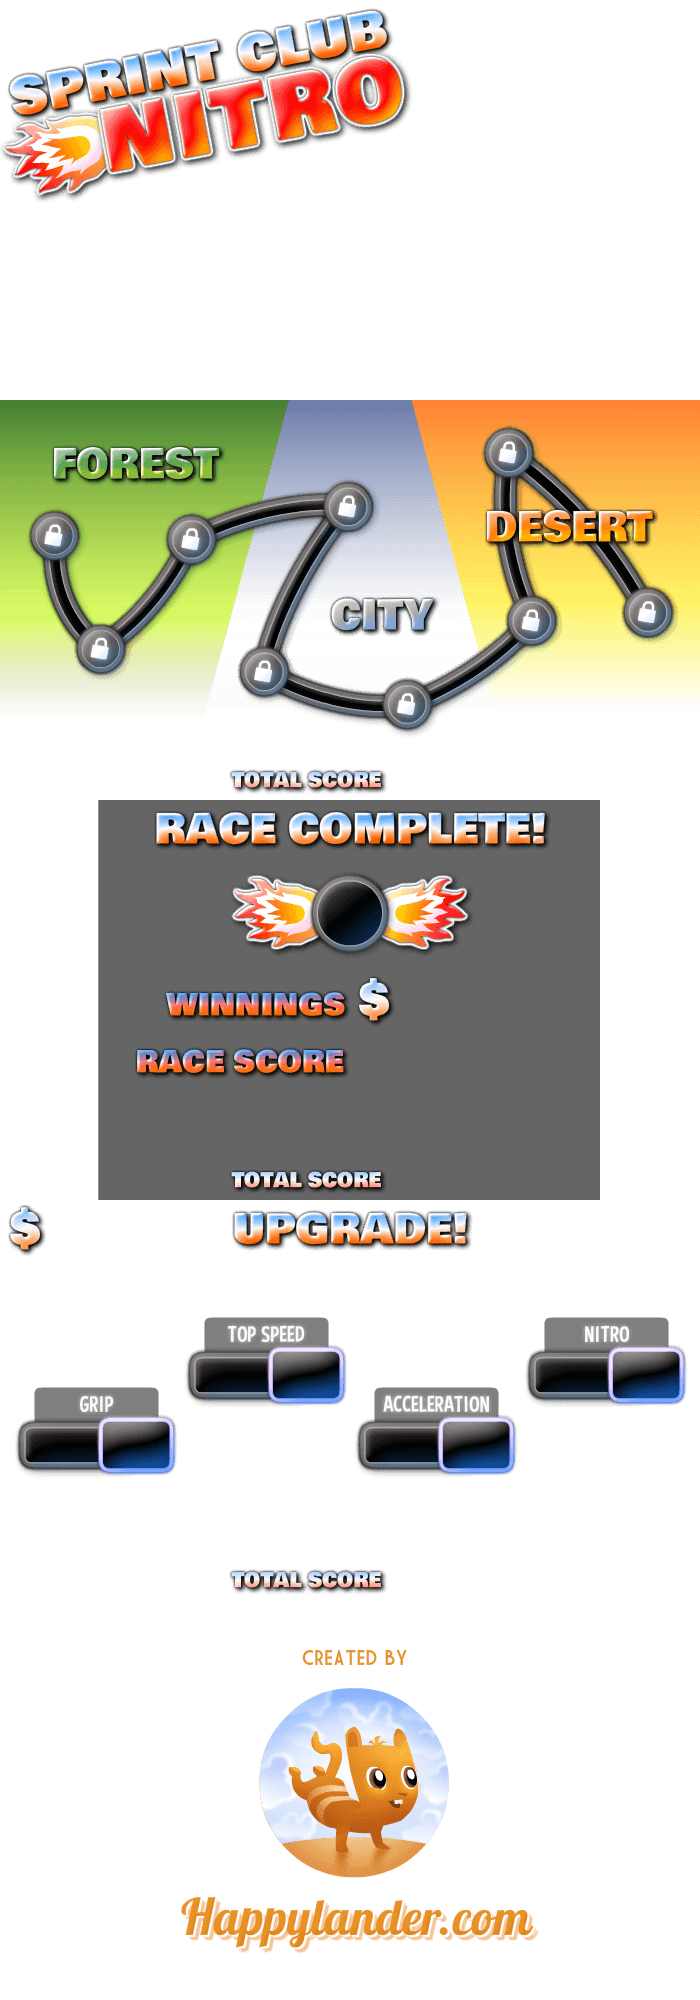 SPRINT CLUB
NITRO
FOREST
DESERT
CITY
TOTAL SCORE
RACE COMPLETE!
WINNINGS $
RACE SCORE
TOTAL SCORE
$ UPGRADE!
TOP SPEED
NITRO
GRIP
ACCELERATION
TOTAL SCORE
CREATED BY
Happylander.com